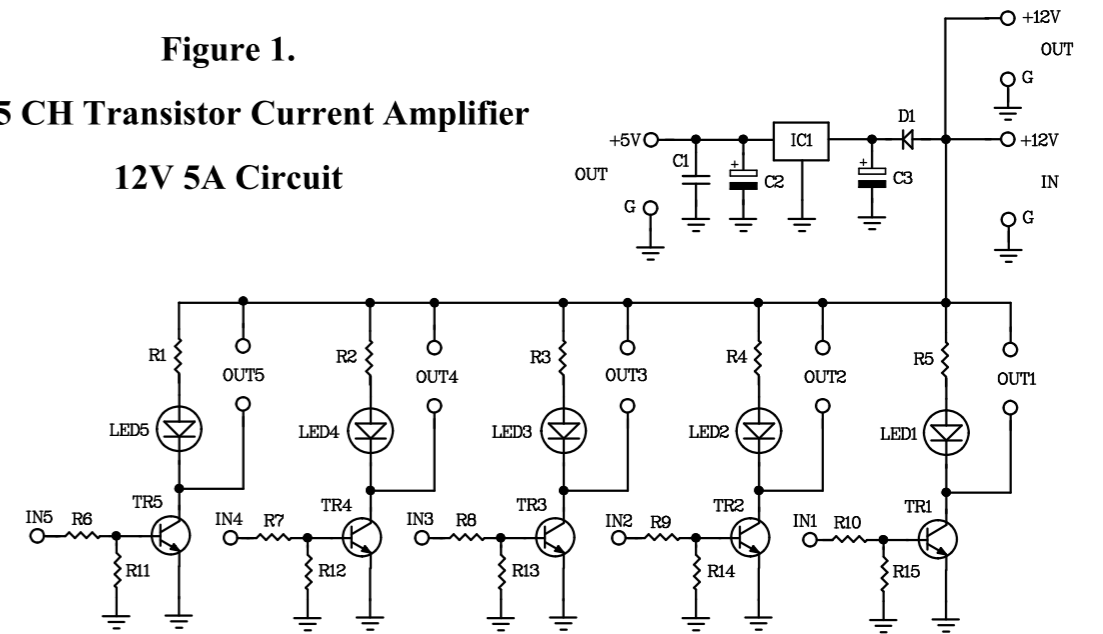 Figure 1.
5 CH Transistor Current Amplifier
12V 5A Circuit
+12V
OUT
G
D1
+5V
IC1
+12V
C1
+
C2
+
C3
OUT
IN
G
G
R1
R2
R3
R4
R5
OUT5
OUT4
OUT3
OUT2
OUT1
LED5
LED4
LED3
LED2
LED1
TR5
TR4
TR3
TR2
TR1
IN5
R6
IN4
R7
IN3
R8
IN2
R9
IN1
R10
R11
R12
R13
R14
R15